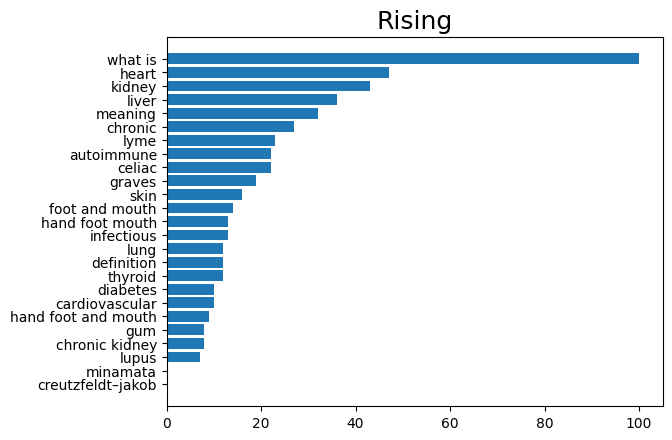 Rising
what is
heart
kidney
liver
meaning
chronic
lyme
autoimmune
celiac
graves
skin
foot and mouth
hand foot mouth
infectious
lung
definition
thyroid
diabetes
cardiovascular
hand foot and mouth
gum
chronic kidney
lupus
minamata
creutzfeldt–jakob
0 20 40 60 80 100